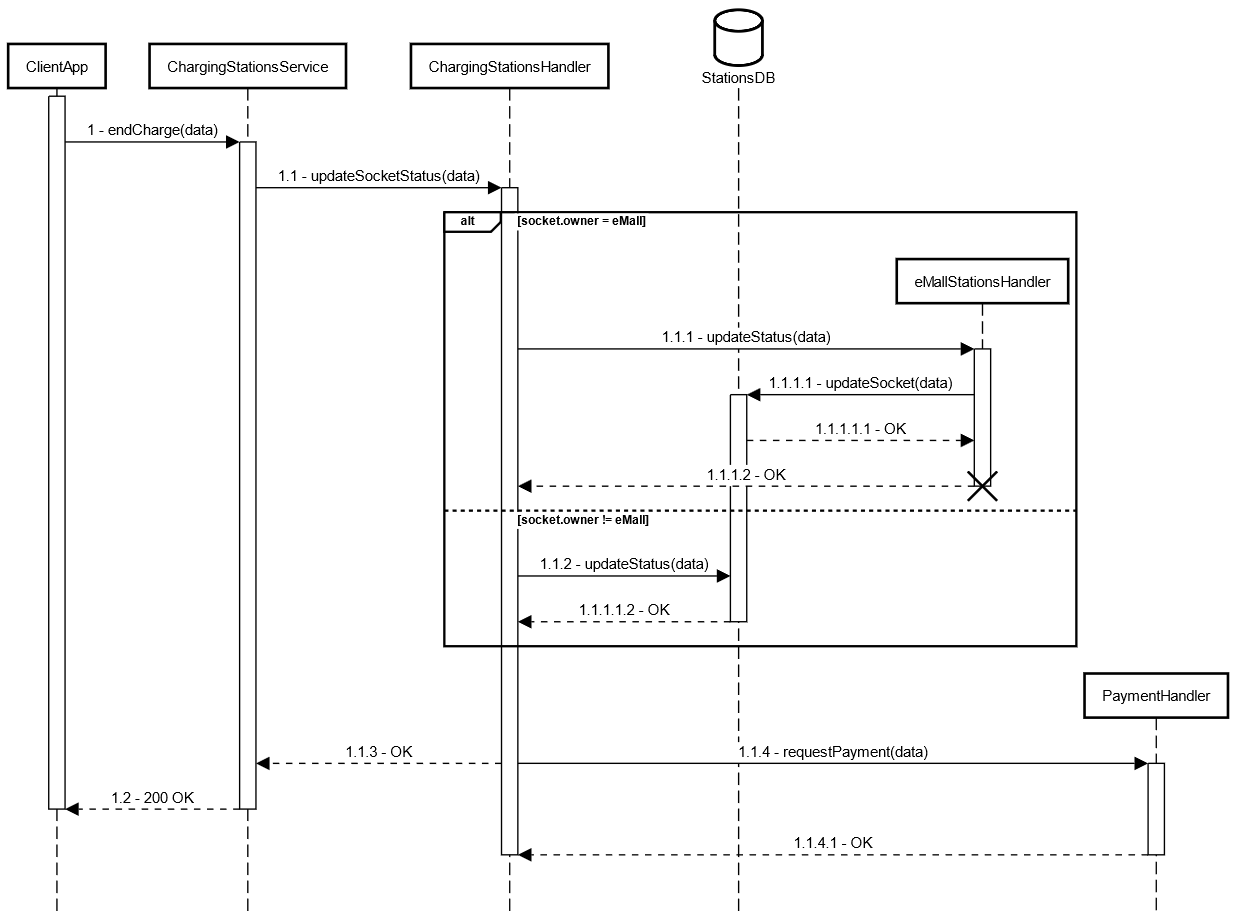 ClientApp
ChargingStationsService
ChargingStationsHandler
StationsDB
1 - endCharge(data)
1.1 - updateSocketStatus(data)
alt
[socket.owner = eMall]
eMallStationsHandler
1.1.1 - updateStatus(data)
1.1.1.1 - updateSocket(data)
1.1.1.1.1 - OK
1.1.1.2 - OK
[socket.owner != eMall]
1.1.2 - updateStatus(data)
1.1.1.1.2 - OK
PaymentHandler
1.1.3 - OK
1.1.4 - requestPayment(data)
1.2 - 200 OK
1.1.4.1 - OK